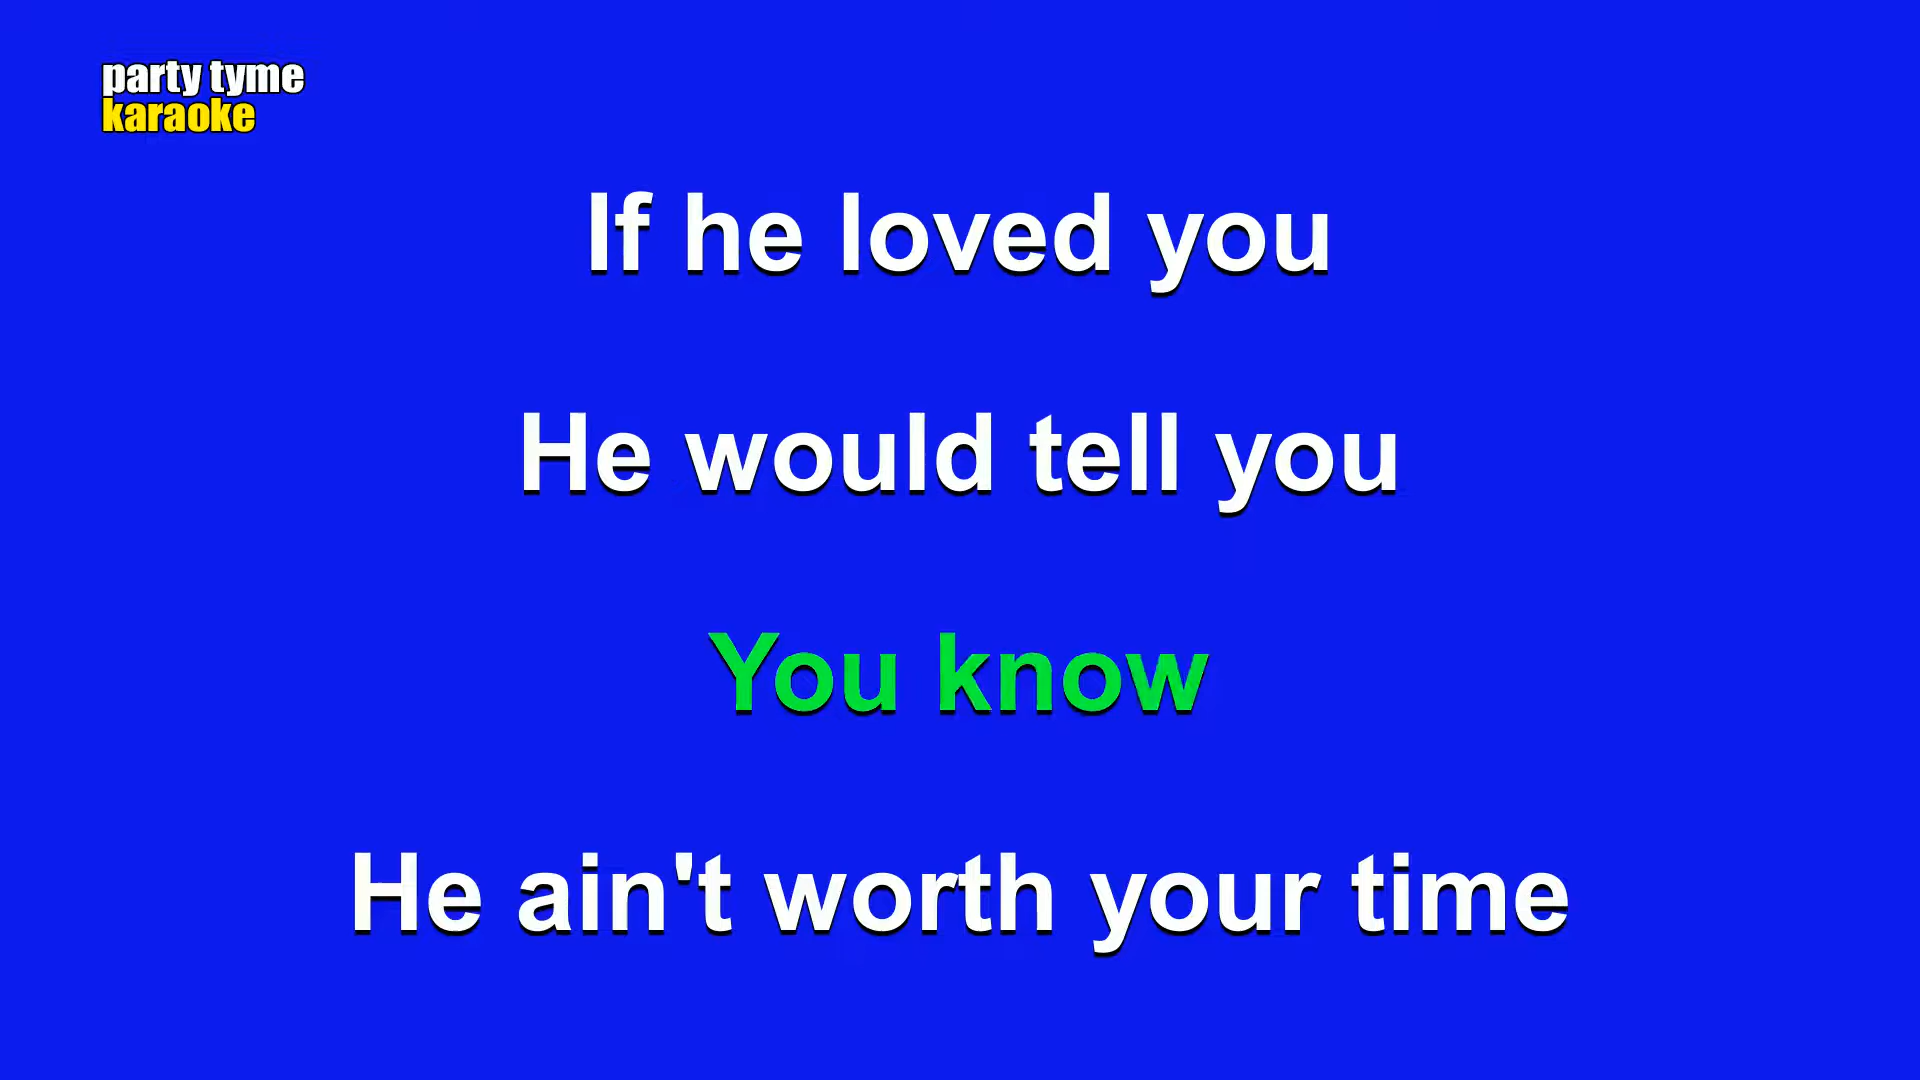 party tyme
karaoke
If he loved you
He would tell you
You know
He ain't worth your time